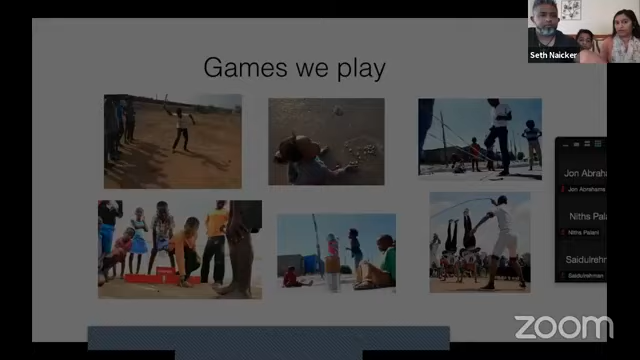 Games we play
Seth Naicker
Jon Abraha
Jon Abrahams
Niths Pala
Niths Palani
Saidulrehm
Saidulrehman
zoom